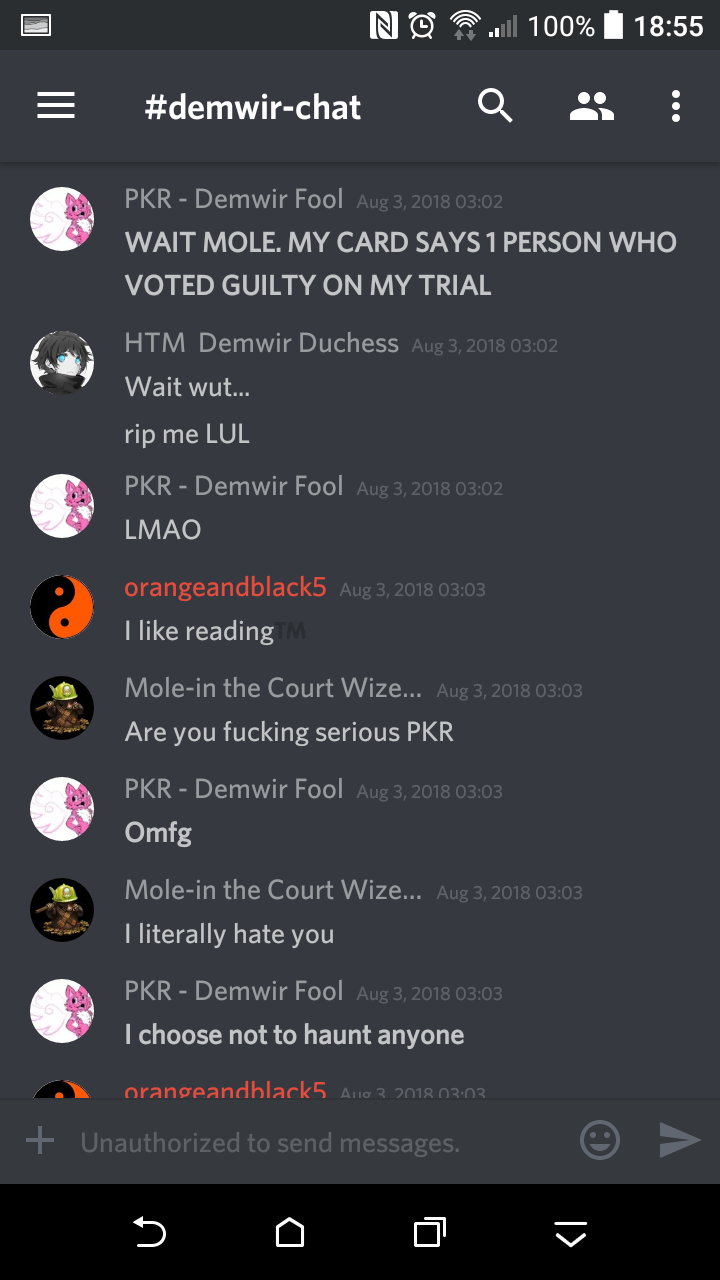 100% 18:55
#demwir-chat
PKR - Demwir Fool Aug 3, 2018 03:02
WAIT MOLE. MY CARD SAYS 1 PERSON WHO
VOTED GUILTY ON MY TRIAL
HTM Demwir Duchess Aug 3, 2018 03:02
Wait wut...
rip me LUL
PKR - Demwir Fool Aug 3, 2018 03:02
LMAO
orangeandblack5 Aug 3, 2018 03:03
I like reading™
Mole-in the Court Wize... Aug 3, 2018 03:03
Are you fucking serious PKR
PKR - Demwir Fool Aug 3, 2018 03:03
Omfg
Mole-in the Court Wize... Aug 3, 2018 03:03
I literally hate you
PKR - Demwir Fool Aug 3, 2018 03:03
I choose not to haunt anyone
orangeandblack5 Aug 3, 2018 03:03
Unauthorized to send messages.